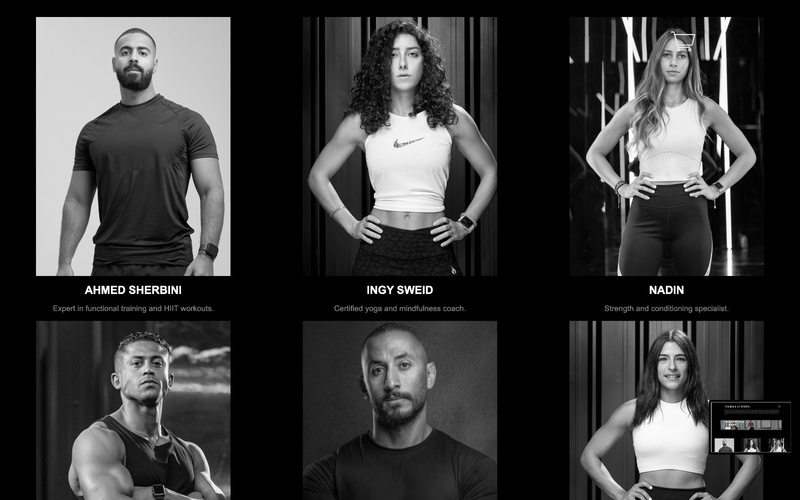 AHMED SHERBINI
INGY SWEID
NADIN
Expert in functional training and HIIT workouts.
Certified yoga and mindfulness coach.
Strength and conditioning specialist.